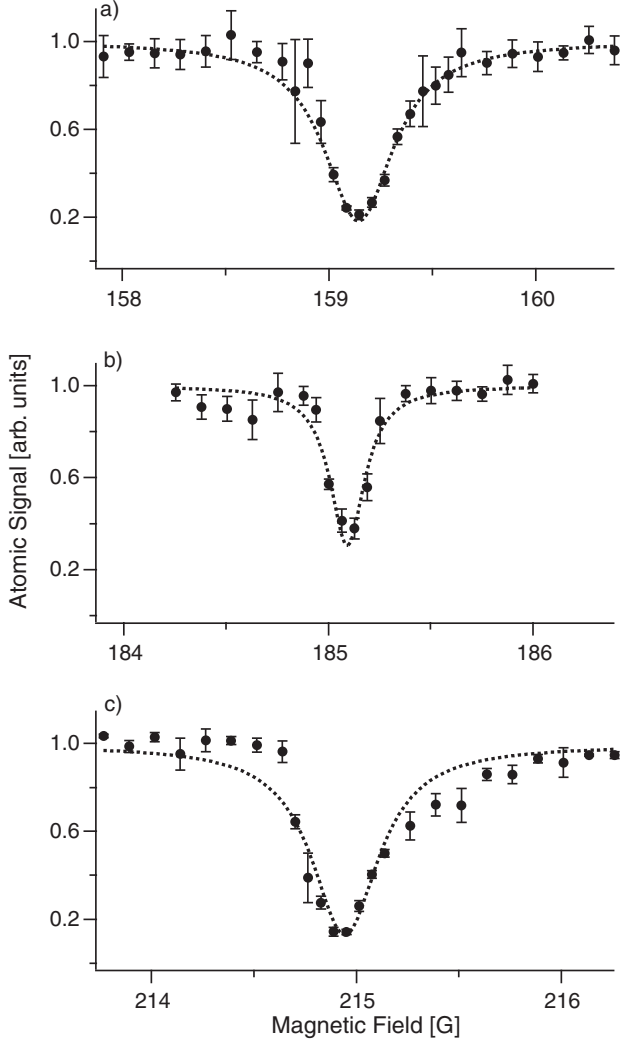 a)
1.0
0.6
0.2
158 159 160
b)
1.0
0.6
0.2
184 185 186
c)
1.0
0.6
0.2
214 215 216
Atomic Signal [arb. units]
Magnetic Field [G]